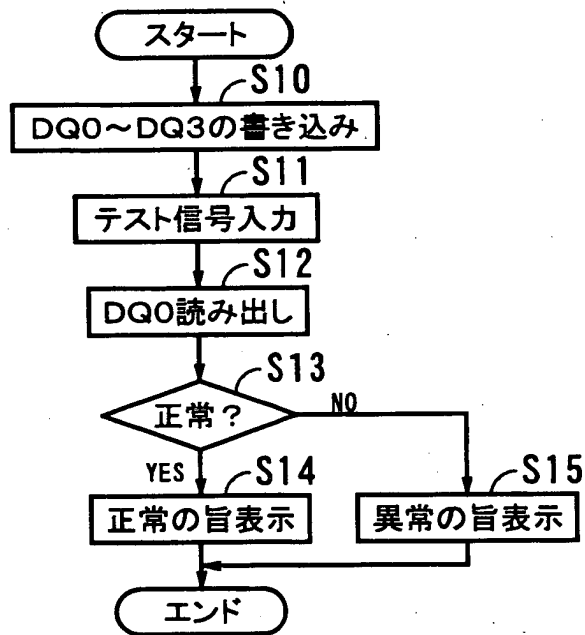 スタート
S10
DQ0～DQ3の書き込み
S11
テスト信号入力
S12
DQ0読み出し
S13
正常？
NO
YES
S14
正常の旨表示
S15
異常の旨表示
エンド